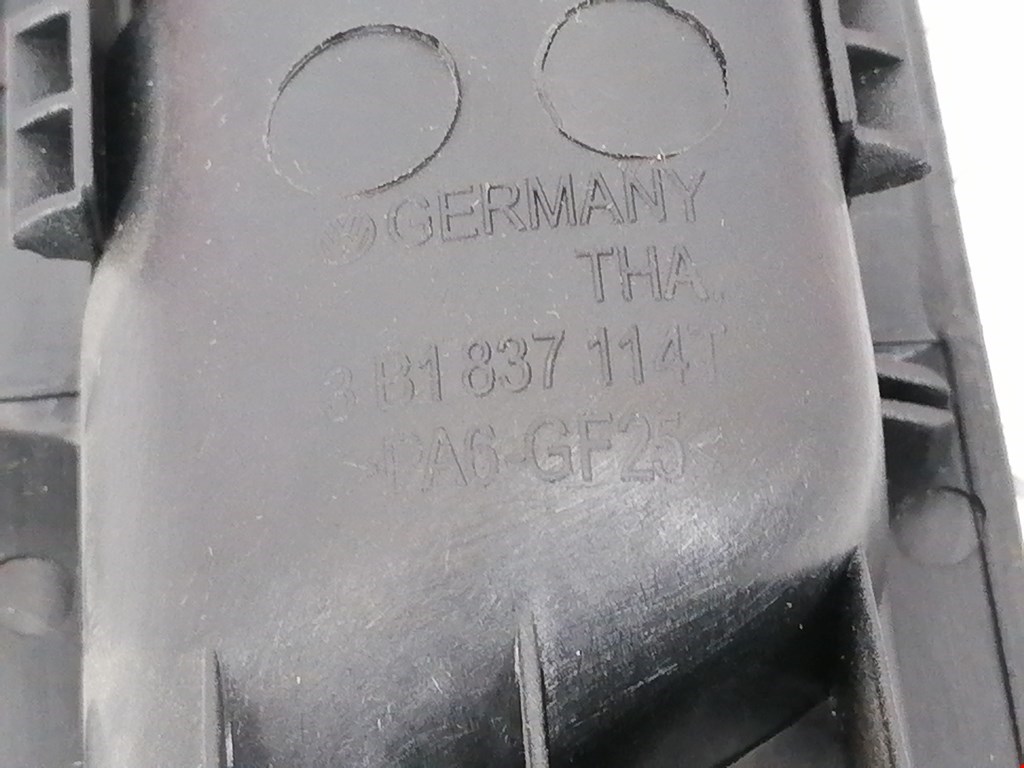 GERMANY
THA.
3B1 837 114T
>PA6-GF25<